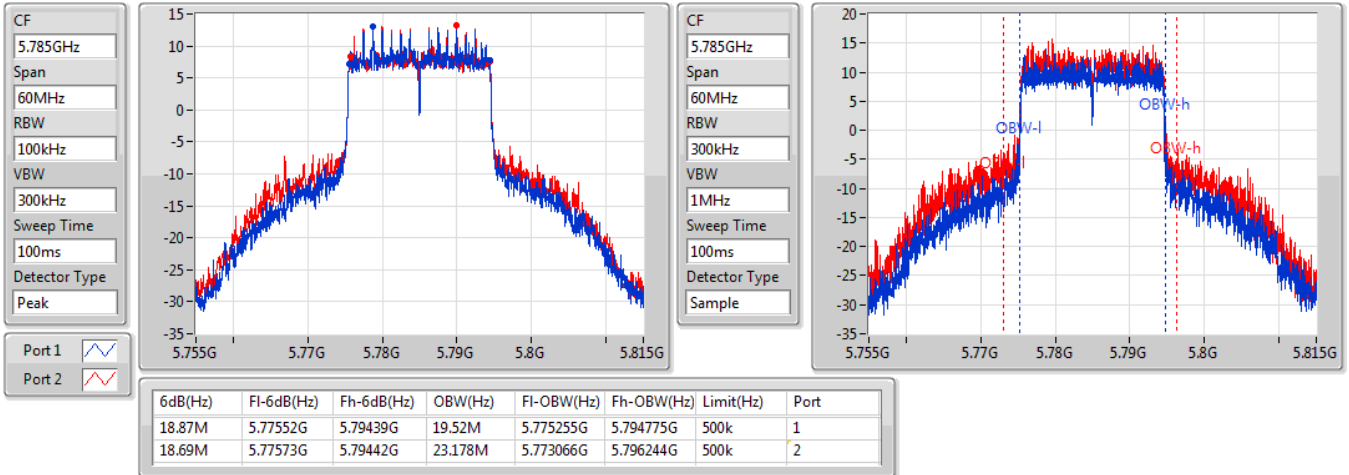 CF
5.785GHz
Span
60MHz
RBW
100kHz
VBW
300kHz
Sweep Time
100ms
Detector Type
Peak
Port 1
Port 2
15
10
5
0
-5
-10
-15
-20
-25
-30
-35
5.755G 5.77G 5.78G 5.79G 5.8G 5.815G
CF
5.785GHz
Span
60MHz
RBW
300kHz
VBW
1MHz
Sweep Time
100ms
Detector Type
Sample
20
15
10
5
0
-5
-10
-15
-20
-25
-30
-35
OBW-h
OBW-l
OBW-h
5.755G 5.77G 5.78G 5.79G 5.8G 5.815G
6dB(Hz) Fl-6dB(Hz) Fh-6dB(Hz) OBW(Hz) Fl-OBW(Hz) Fh-OBW(Hz) Limit(Hz) Port
18.87M 5.77552G 5.79439G 19.52M 5.775255G 5.794775G 500k 1
18.69M 5.77573G 5.79442G 23.178M 5.773066G 5.796244G 500k 2